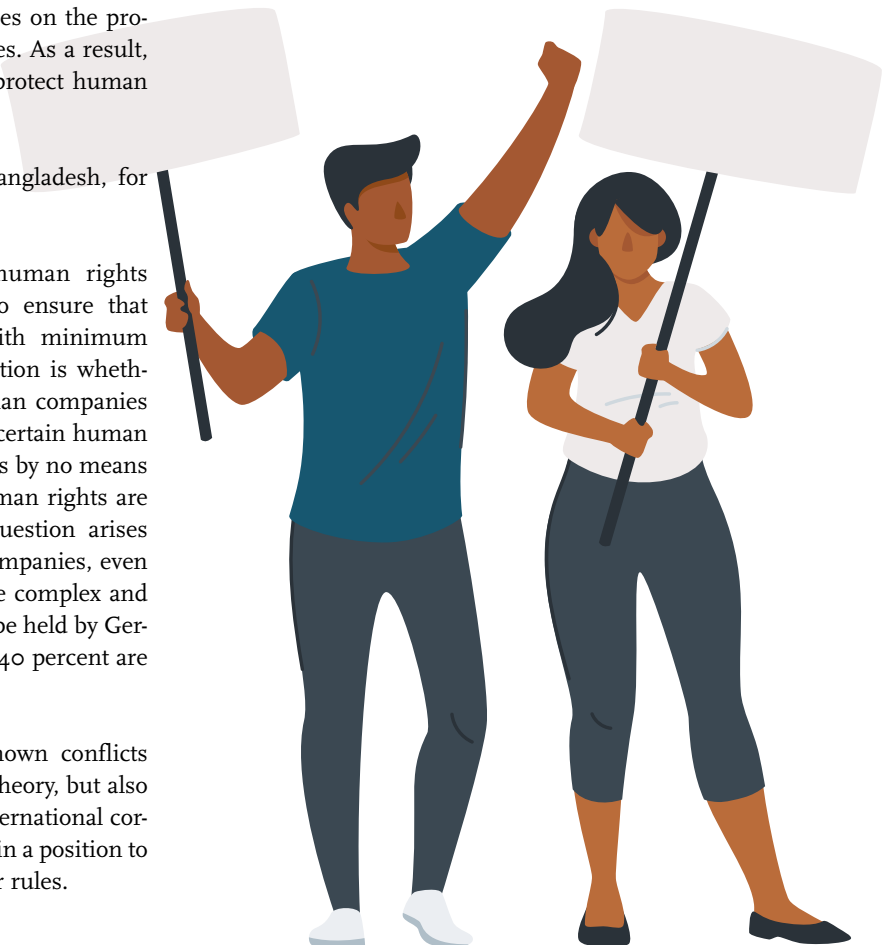 es on the pro-
es. As a result,
protect human
angladesh, for
human rights
o ensure that
ith minimum
tion is wheth-
an companies
certain human
s by no means
man rights are
uestion arises
mpanies, even
e complex and
be held by Ger-
40 percent are
nown conflicts
heory, but also
ernational cor-
in a position to
r rules.